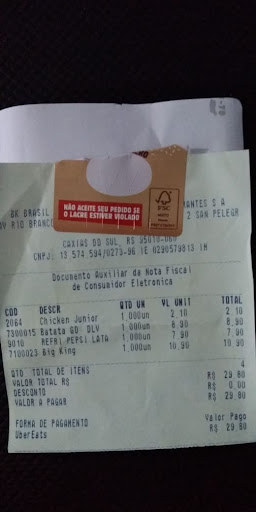 NÃO ACEITE SEU PEDIDO SE
O LACRE ESTIVER VIOLADO
FSC
BK BRASIL
ANTES S A
AV RIO BRANCO
2 SAN PELEGR
CAXIAS DO SUL, RS 95010-060
CNPJ: 13.574.594/0273-96 IE 0290579813 IM
Documento Auxiliar da Nota Fiscal
de Consumidor Eletronica
COD DESCR QTD UN VL UNIT TOTAL
2064 Chicken Junior 1,000un 2,10 2,10
7300015 Batata GD DLV 1,000un 8,90 8,90
9010 REFRI PEPSI LATA 1,000un 7,90 7,90
7100023 Big King 1,000un 10,90 10,90
QTD TOTAL DE ITENS 4
VALOR TOTAL R$ R$ 29,80
DESCONTO R$ 0,00
VALOR A PAGAR R$ 29,80
FORMA DE PAGAMENTO Valor Pago
UberEats R$ 29,80